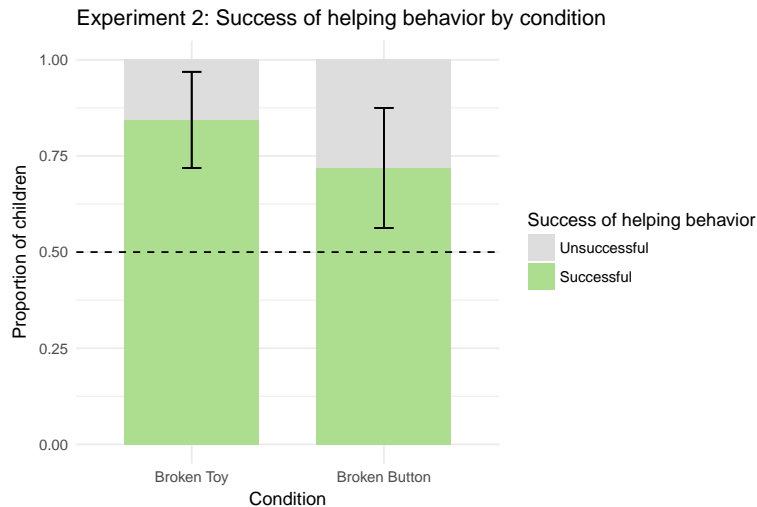 Experiment 2: Success of helping behavior by condition
1.00
0.75
0.50
0.25
0.00
Proportion of children
Broken Toy
Broken Button
Condition
Success of helping behavior
Unsuccessful
Successful